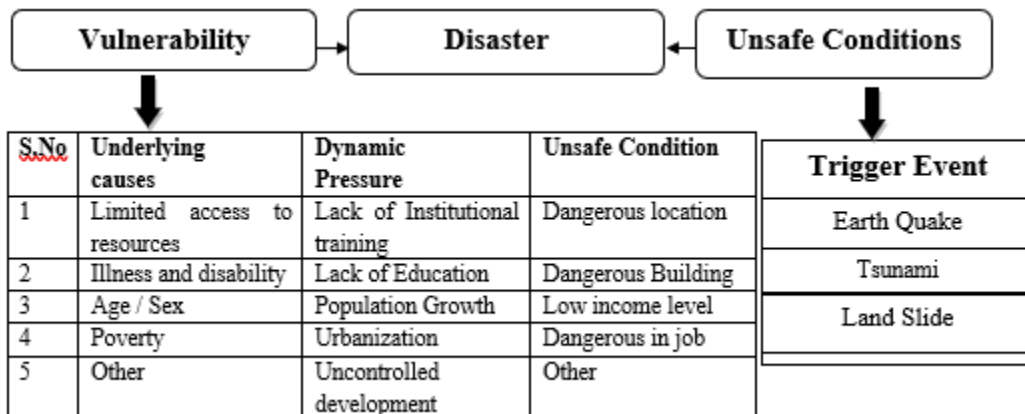 Vulnerability
Disaster
Unsafe Conditions
S.No Underlying causes Dynamic Pressure Unsafe Condition
1 Limited access to resources Lack of Institutional training Dangerous location
2 Illness and disability Lack of Education Dangerous Building
3 Age / Sex Population Growth Low income level
4 Poverty Urbanization Dangerous in job
5 Other Uncontrolled development Other
Trigger Event
Earth Quake
Tsunami
Land Slide